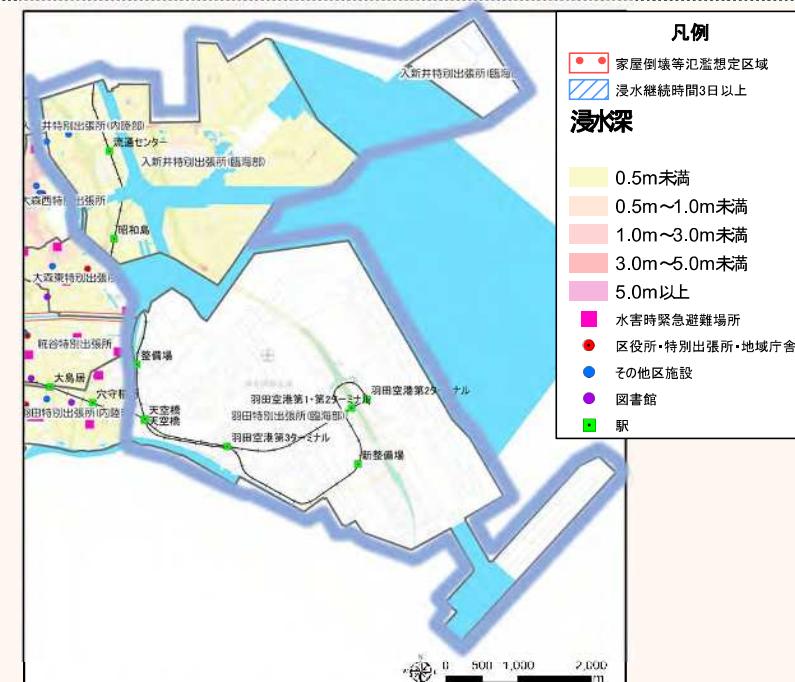 入新井特別出張所(臨海
井特別出張所(内陸部)
流通センター
入新井特別出張所(臨海部)
大森西特別出張所
昭和島
大森東特別出張所
糀谷特別出張所
整備場
大鳥居
穴守稲
羽田特別出張所(内陸
天空橋
天空橋
羽田空港第1・第2ターミナル
羽田空港第2ターミナル
羽田特別出張所(臨海部)
羽田空港第3ターミナル
新整備場
N
0 500 1,000 2,000
m
凡例
家屋倒壊等氾濫想定区域
浸水継続時間3日以上
浸水深
0.5m未満
0.5m~1.0m未満
1.0m~3.0m未満
3.0m~5.0m未満
5.0m以上
水害時緊急避難場所
区役所・特別出張所・地域庁舎
その他区施設
図書館
駅